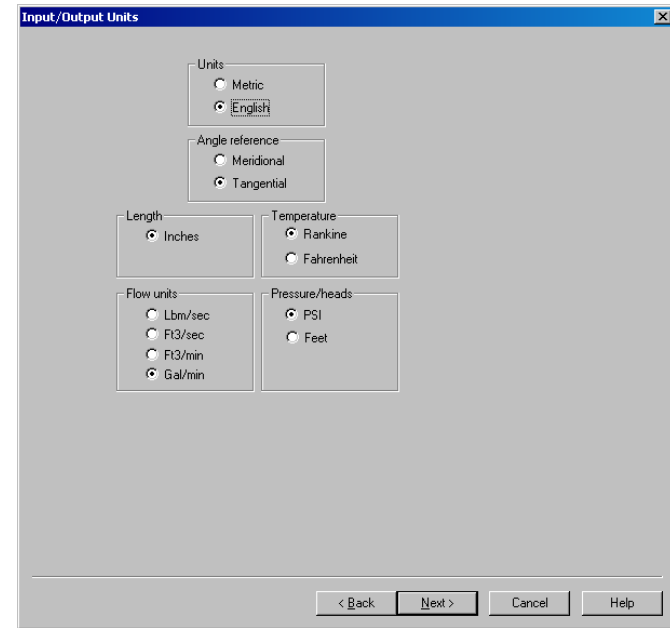 Input/Output Units
Units
Metric
English
Angle reference
Meridional
Tangential
Length
Inches
Temperature
Rankine
Fahrenheit
Flow units
Lbm/sec
Ft3/sec
Ft3/min
Gal/min
Pressure/heads
PSI
Feet
< Back
Next >
Cancel
Help